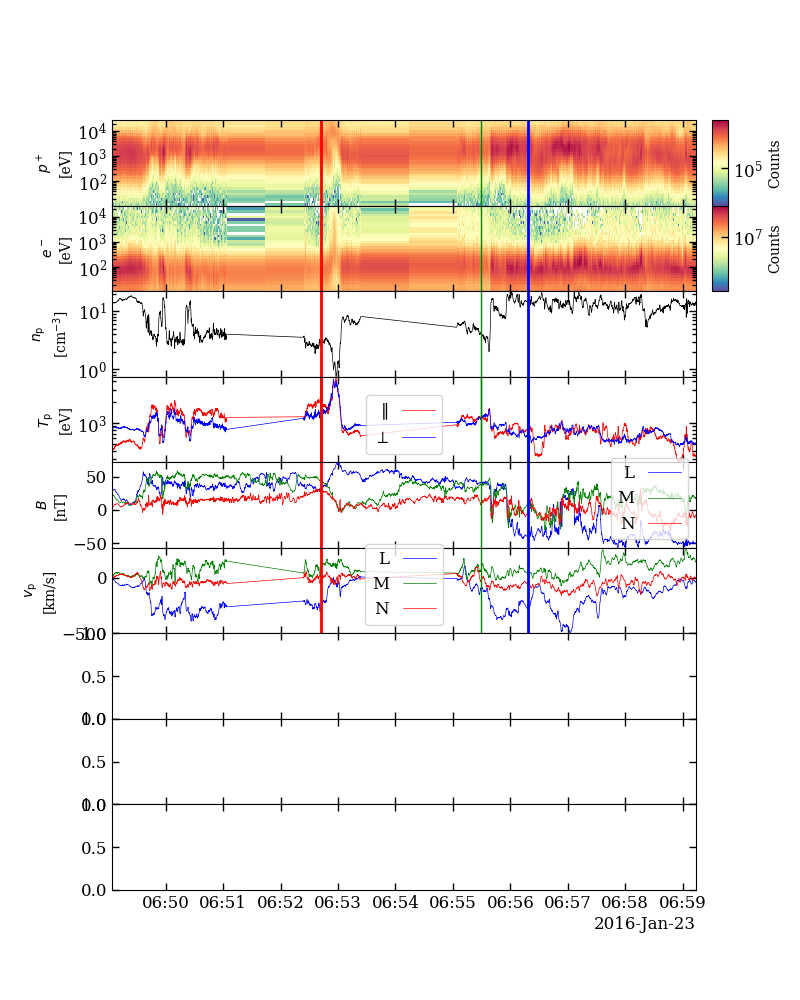 10⁴
10³
10²
p⁺
[eV]
10⁵
Counts
10⁴
10³
10²
e⁻
[eV]
10⁷
Counts
10¹
10⁰
nₚ
[cm⁻³]
10³
Tₚ
[eV]
∥
⊥
50
0
−50
B
[nT]
L
M
N
0
−500
vₚ
[km/s]
L
M
N
1.0
0.5
0.0
1.0
0.5
0.0
1.0
0.5
0.0
06:50 06:51 06:52 06:53 06:54 06:55 06:56 06:57 06:58 06:59
2016-Jan-23